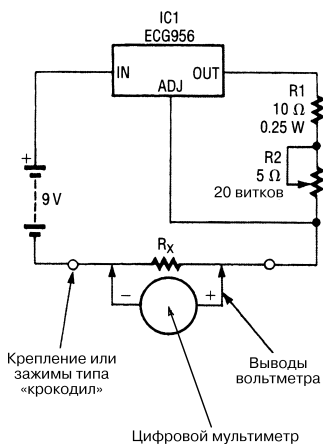 IC1
ECG956
IN
OUT
ADJ
R1
10 Ω
0.25 W
R2
5 Ω
20 витков
+
9 V
RX
−
+
Крепление или
зажимы типа
«крокодил»
Выводы
вольтметра
Цифровой мультиметр